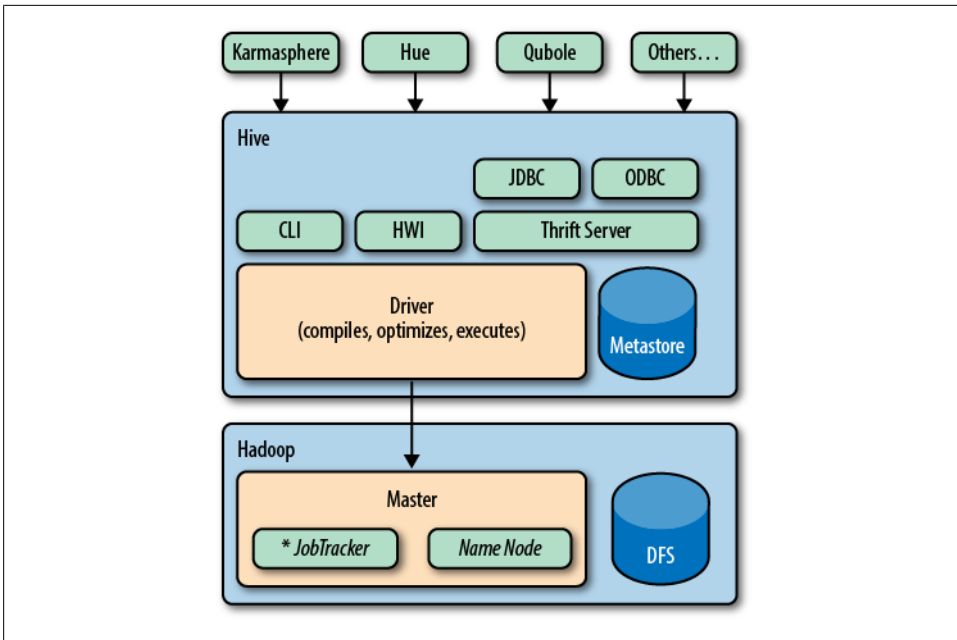 Karmasphere
Hue
Qubole
Others...
Hive
JDBC
ODBC
CLI
HWI
Thrift Server
Driver
(compiles, optimizes, executes)
Metastore
Hadoop
Master
* JobTracker
Name Node
DFS